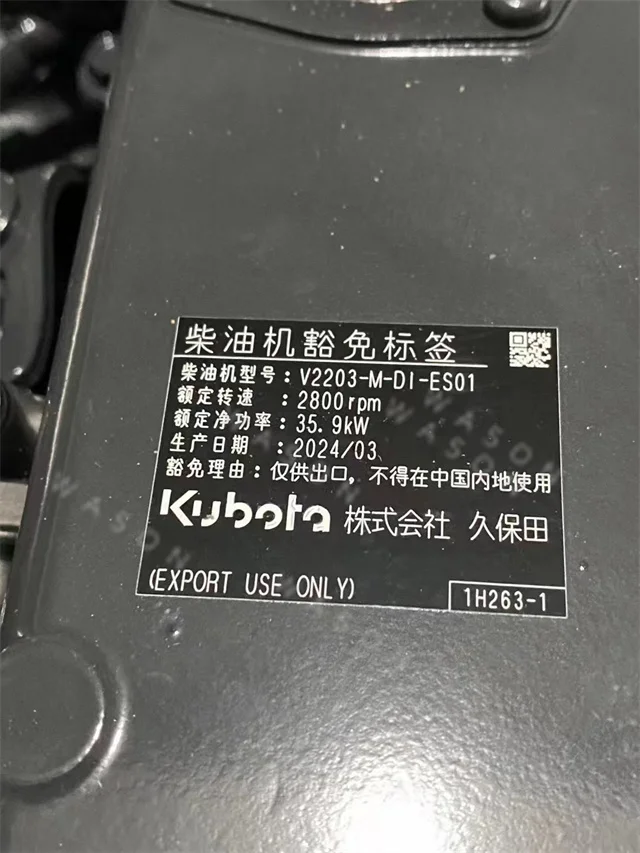 柴油机豁免标签
柴油机型号：V2203-M-DI-ES01
额定转速：2800rpm
额定净功率：35.9kW
生产日期：2024/03
豁免理由：仅供出口，不得在中国内地使用
Kubota 株式会社 久保田
(EXPORT USE ONLY)
1H263-1
WASON
WASON
WASON